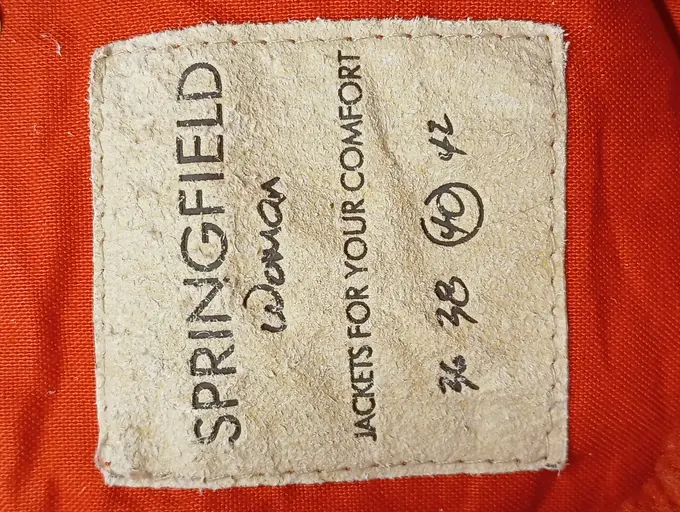 SPRINGFIELD
woman
JACKETS FOR YOUR COMFORT
36 38 40 42